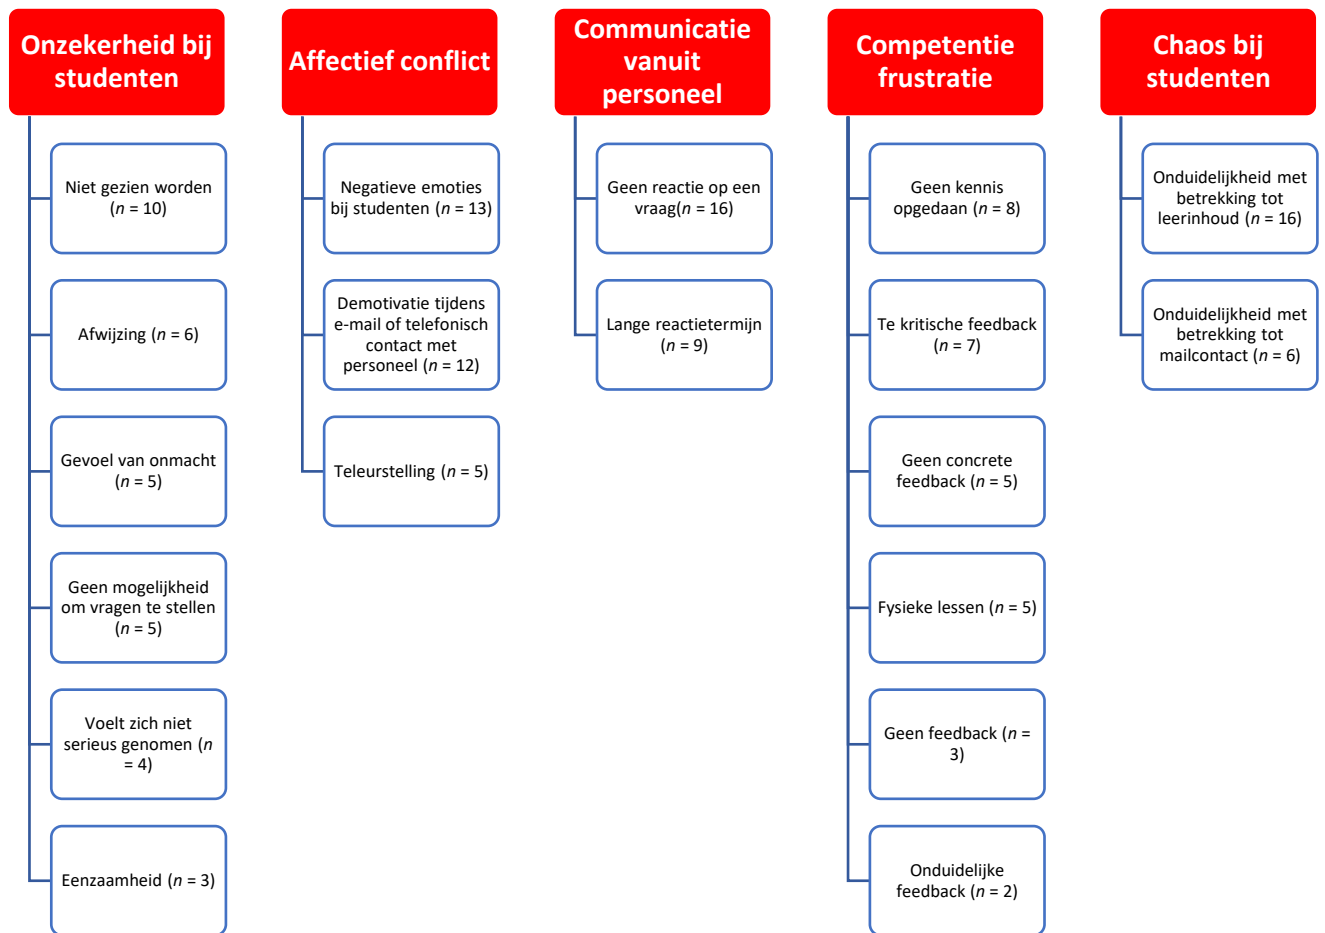 Onzekerheid bij
studenten
Niet gezien worden
(n = 10)
Afwijzing (n = 6)
Gevoel van onmacht
(n = 5)
Geen mogelijkheid
om vragen te stellen
(n = 5)
Voelt zich niet
serieus genomen (n
= 4)
Eenzaamheid (n = 3)
Affectief conflict
Negatieve emoties
bij studenten (n = 13)
Demotivatie tijdens
e-mail of telefonisch
contact met
personeel (n = 12)
Teleurstelling (n = 5)
Communicatie
vanuit
personeel
Geen reactie op een
vraag(n = 16)
Lange reactietermijn
(n = 9)
Competentie
frustratie
Geen kennis
opgedaan (n = 8)
Te kritische feedback
(n = 7)
Geen concrete
feedback (n = 5)
Fysieke lessen (n = 5)
Geen feedback (n =
3)
Onduidelijke
feedback (n = 2)
Chaos bij
studenten
Onduidelijkheid met
betrekking tot
leerinhoud (n = 16)
Onduidelijkheid met
betrekking tot
mailcontact (n = 6)